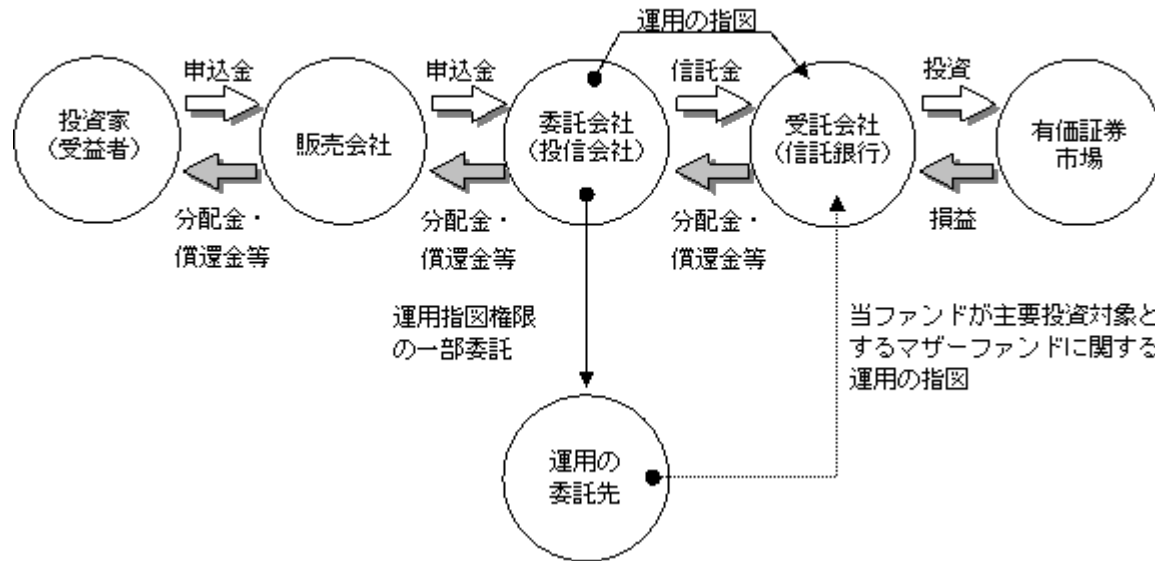 運用の指図
申込金
申込金
信託金
投資
投資家
(受益者)
販売会社
委託会社
(投信会社)
受託会社
(信託銀行)
有価証券
市場
分配金・
償還金等
分配金・
償還金等
分配金・
償還金等
損益
運用指図権限
の一部委託
当ファンドが主要投資対象と
するマザーファンドに関する
運用の指図
運用の
委託先